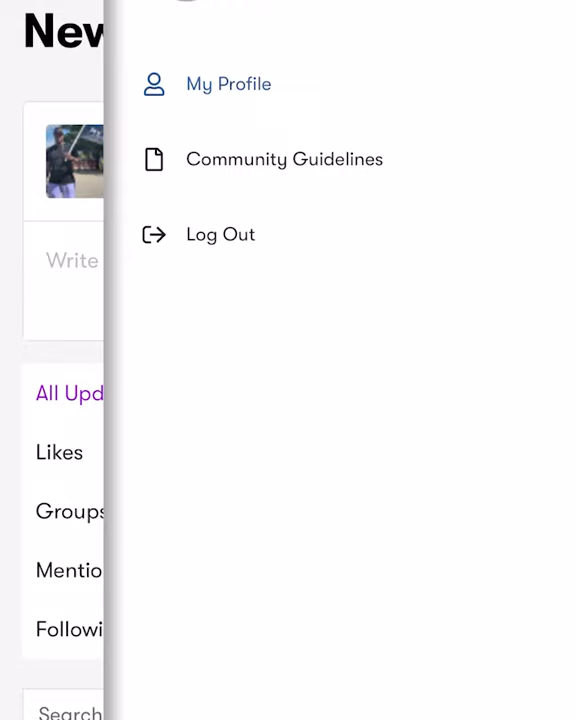 New
My Profile
Community Guidelines
Log Out
Write
All Upd
Likes
Groups
Mentio
Followi
Search